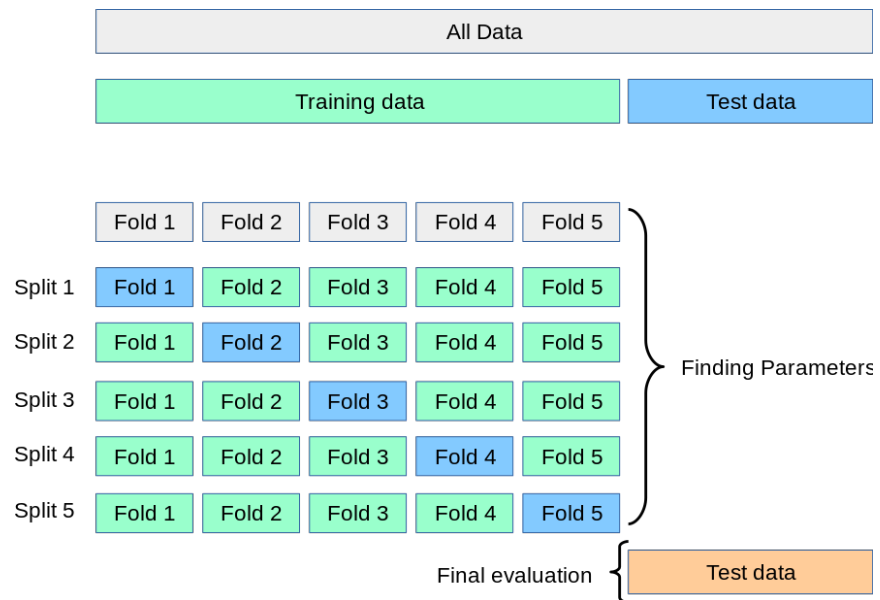 All Data
Training data Test data
Fold 1 Fold 2 Fold 3 Fold 4 Fold 5
Split 1 Fold 1 Fold 2 Fold 3 Fold 4 Fold 5
Split 2 Fold 1 Fold 2 Fold 3 Fold 4 Fold 5
Finding Parameters
Split 3 Fold 1 Fold 2 Fold 3 Fold 4 Fold 5
Split 4 Fold 1 Fold 2 Fold 3 Fold 4 Fold 5
Split 5 Fold 1 Fold 2 Fold 3 Fold 4 Fold 5
Final evaluation Test data